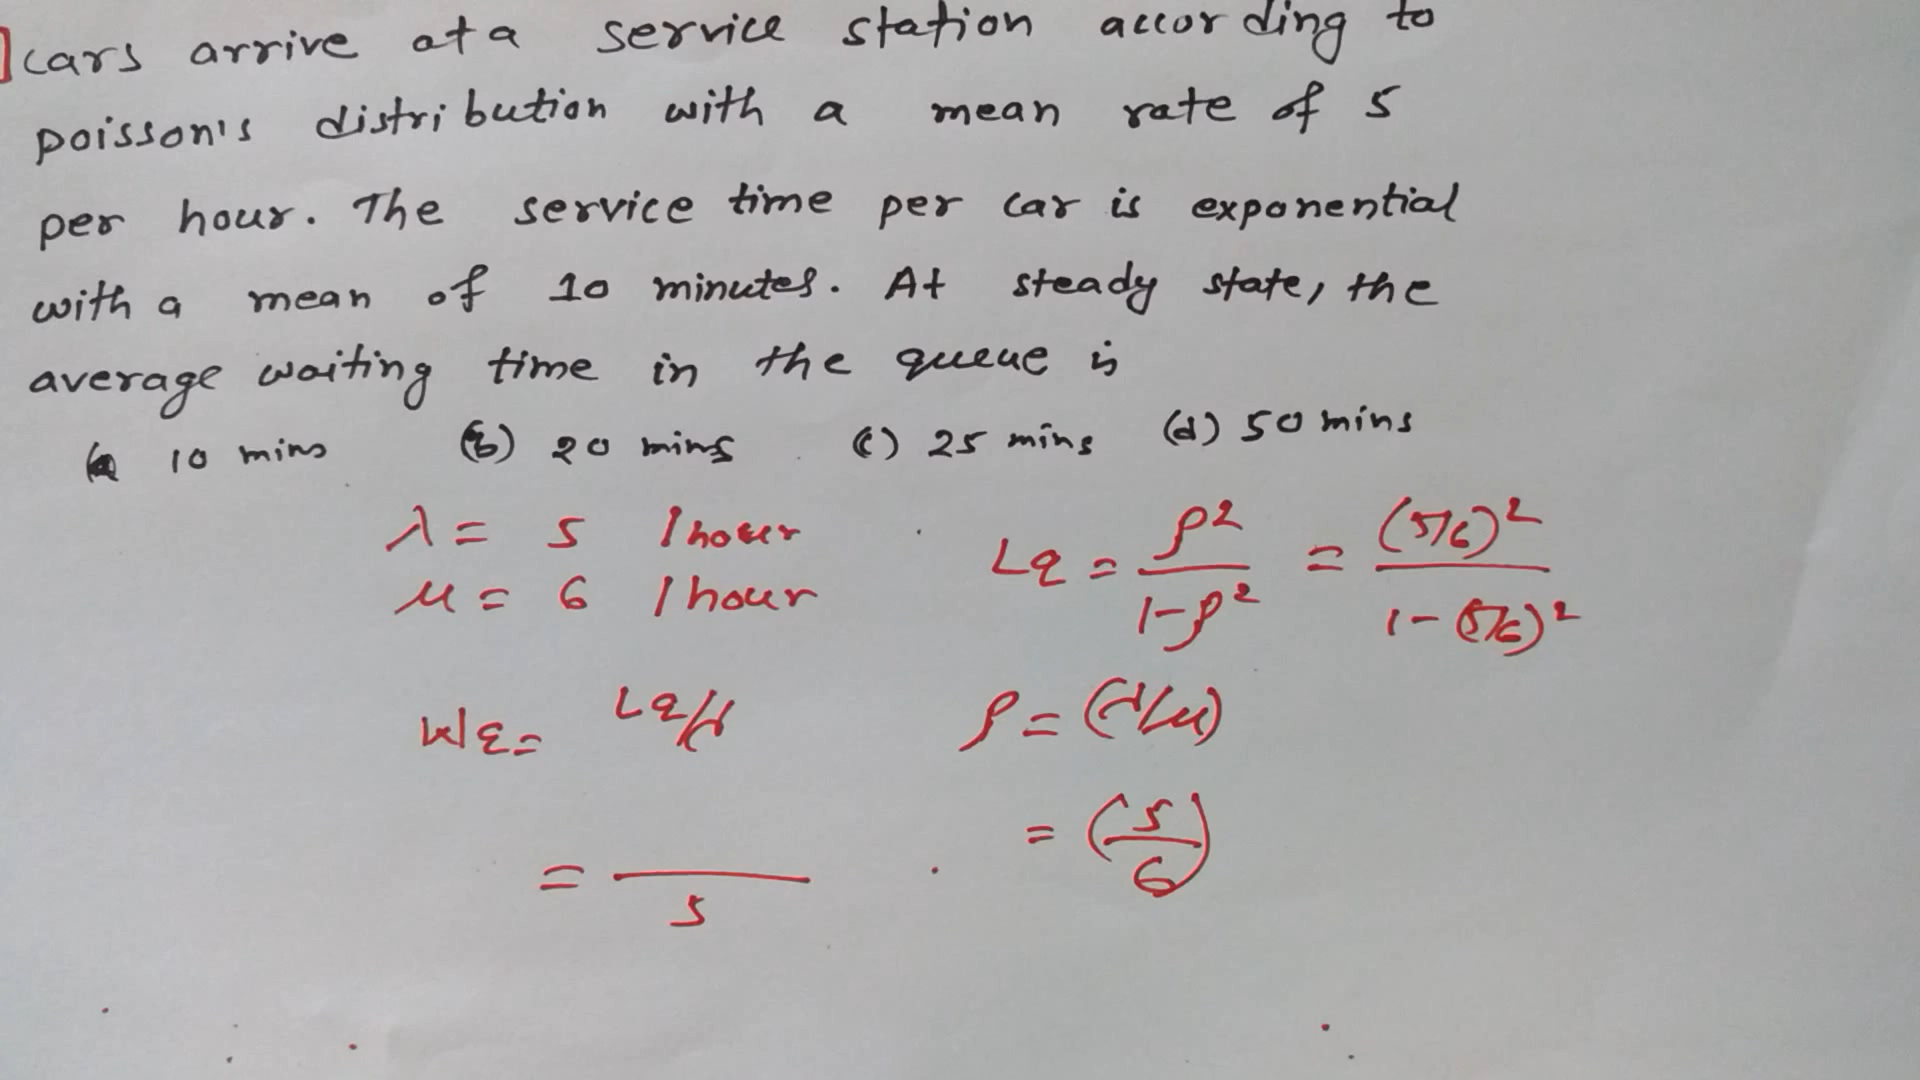 cars arrive at a service station according to
poisson's distribution with a mean rate of 5
per hour. The service time per car is exponential
with a mean of 10 minutes. At steady state, the
average waiting time in the queue is
(a 10 mins (b) 20 mins (c) 25 mins (d) 50 mins
λ = 5 / hour
μ = 6 / hour
Lq = ρ² / 1-ρ² = (5/6)² / 1-(5/6)²
Wq = Lq/λ
ρ = (λ/μ)
= (5/6)
= — / 5